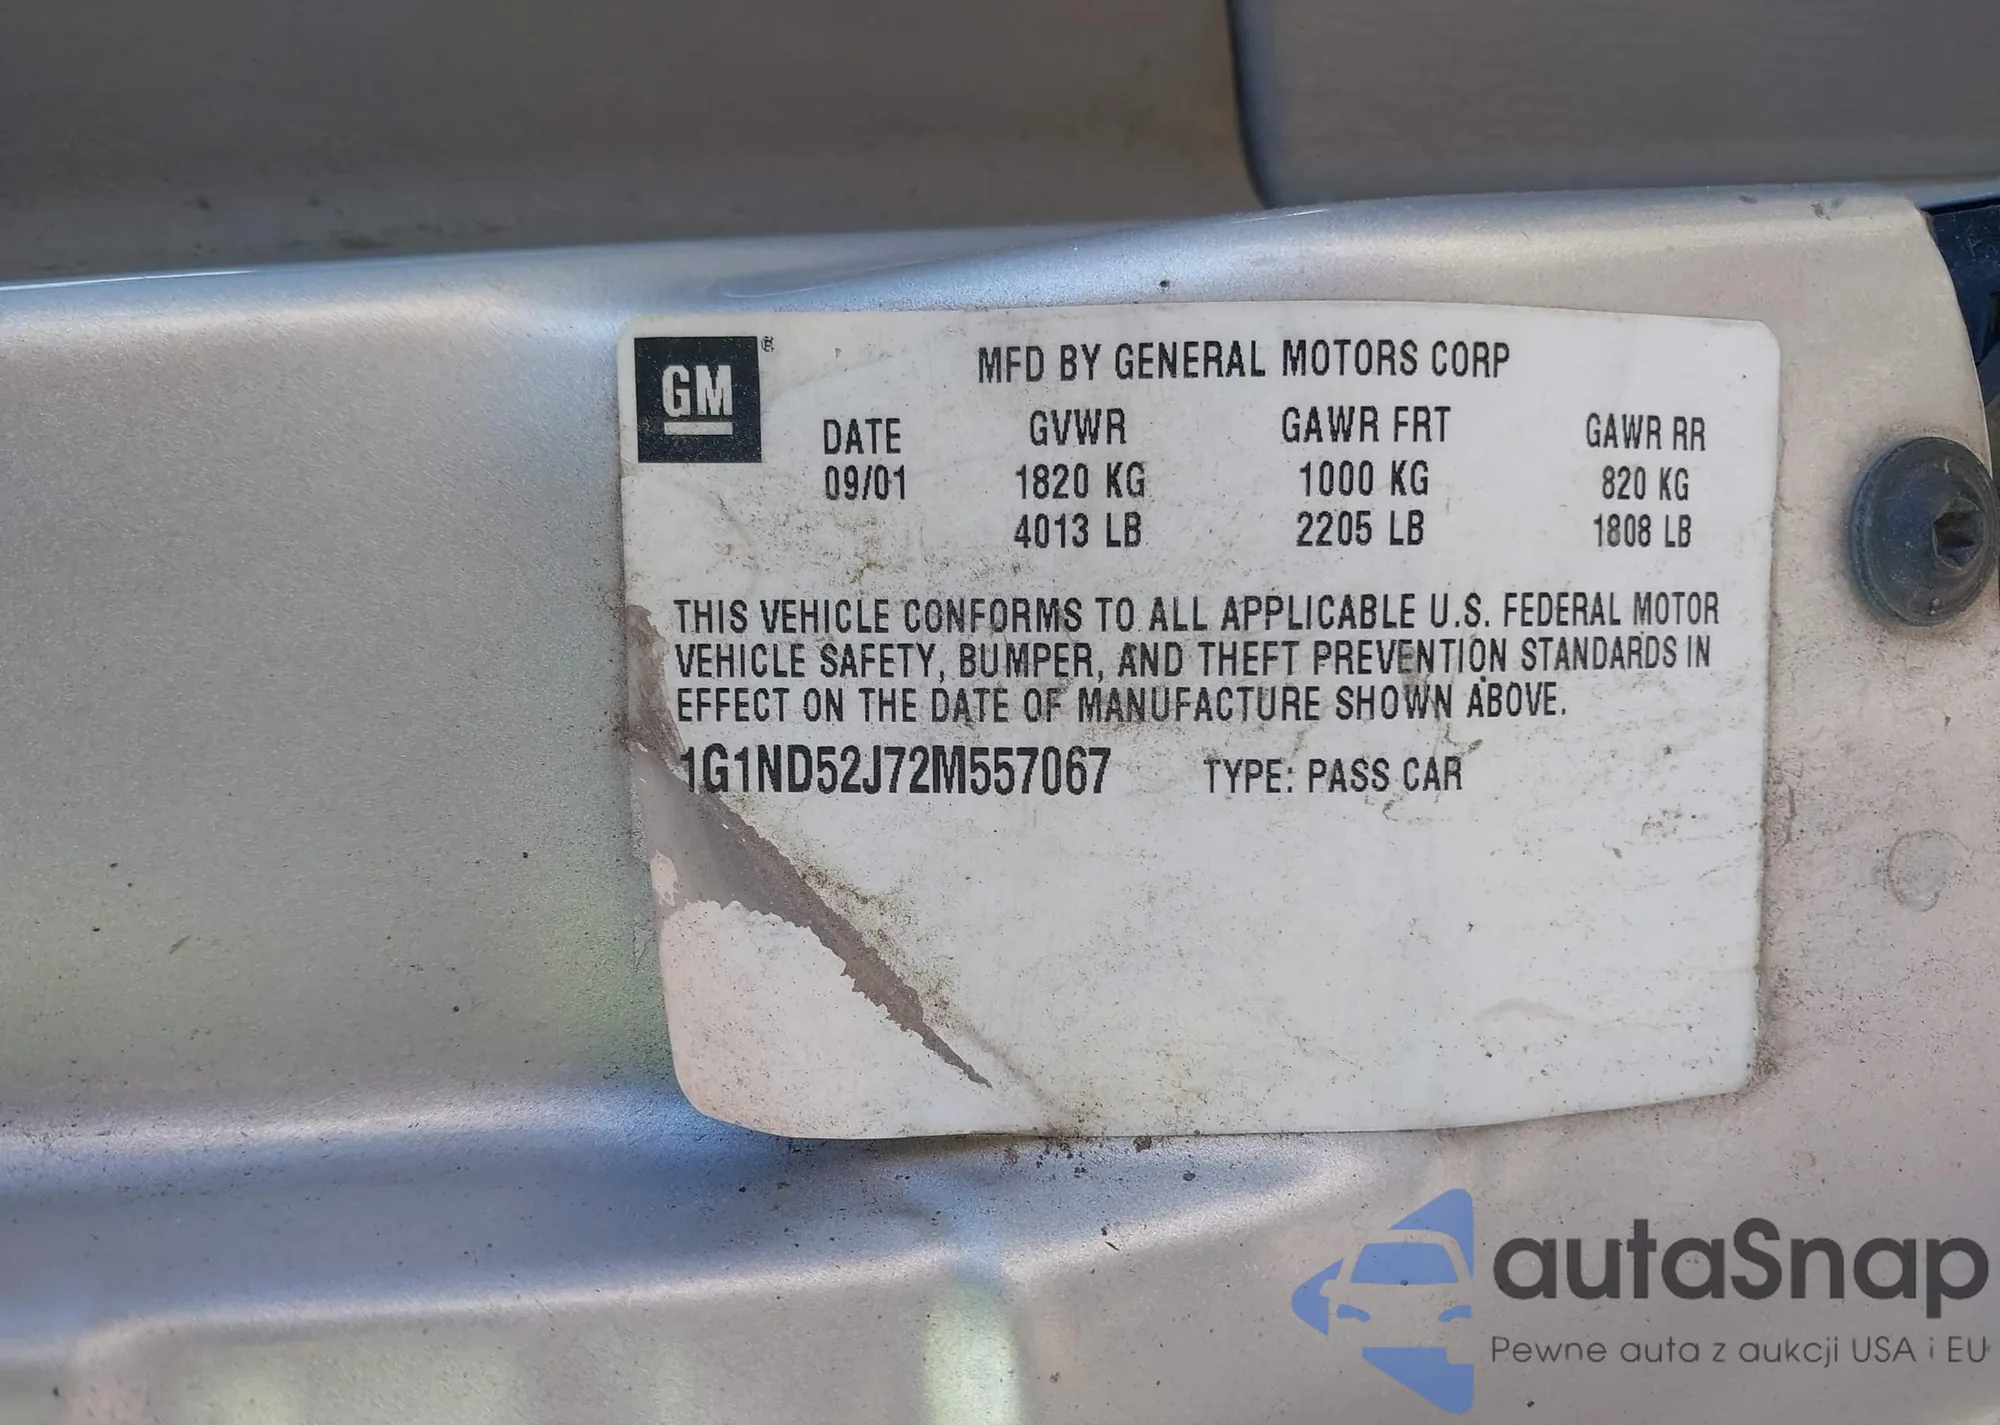 GM®
MFD BY GENERAL MOTORS CORP
DATE GVWR GAWR FRT GAWR RR
09/01 1820 KG 1000 KG 820 KG
4013 LB 2205 LB 1808 LB
THIS VEHICLE CONFORMS TO ALL APPLICABLE U.S. FEDERAL MOTOR
VEHICLE SAFETY, BUMPER, AND THEFT PREVENTION STANDARDS IN
EFFECT ON THE DATE OF MANUFACTURE SHOWN ABOVE.
1G1ND52J72M557067 TYPE: PASS CAR
autaSnap
Pewne auta z aukcji USA i EU